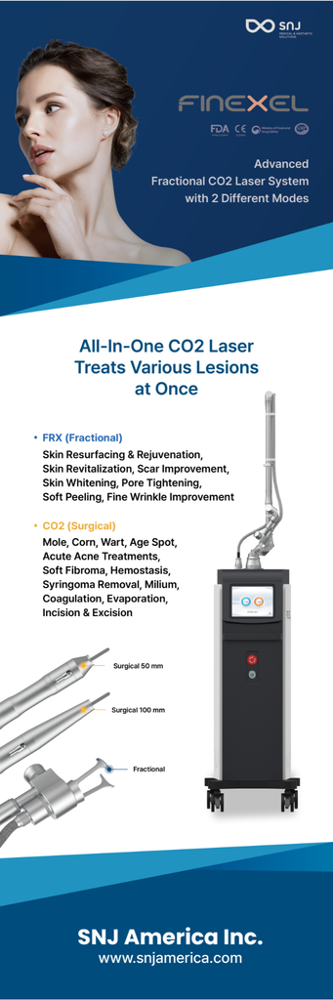 SNJ
MEDICAL & AESTHETIC
SOLUTIONS
FINEXEL
FDA CE Ministry of Food and
Drug Safety
Advanced
Fractional CO2 Laser System
with 2 Different Modes
All-In-One CO2 Laser
Treats Various Lesions
at Once
• FRX (Fractional)
Skin Resurfacing & Rejuvenation,
Skin Revitalization, Scar Improvement,
Skin Whitening, Pore Tightening,
Soft Peeling, Fine Wrinkle Improvement
• CO2 (Surgical)
Mole, Corn, Wart, Age Spot,
Acute Acne Treatments,
Soft Fibroma, Hemostasis,
Syringoma Removal, Milium,
Coagulation, Evaporation,
Incision & Excision
Surgical 50 mm
Surgical 100 mm
Fractional
SNJ America Inc.
www.snjamerica.com